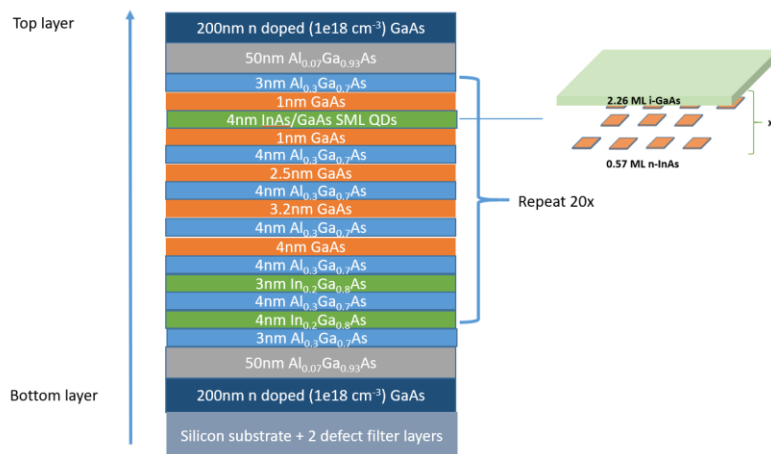 Top layer
200nm n doped (1e18 cm⁻³) GaAs
50nm Al₀.₀₇Ga₀.₉₃As
3nm Al₀.₃Ga₀.₇As
1nm GaAs
4nm InAs/GaAs SML QDs
1nm GaAs
4nm Al₀.₃Ga₀.₇As
2.5nm GaAs
4nm Al₀.₃Ga₀.₇As
3.2nm GaAs
4nm Al₀.₃Ga₀.₇As
4nm GaAs
4nm Al₀.₃Ga₀.₇As
3nm In₀.₂Ga₀.₈As
4nm Al₀.₃Ga₀.₇As
4nm In₀.₂Ga₀.₈As
3nm Al₀.₃Ga₀.₇As
50nm Al₀.₀₇Ga₀.₉₃As
Bottom layer
200nm n doped (1e18 cm⁻³) GaAs
Silicon substrate + 2 defect filter layers
Repeat 20x
2.26 ML i-GaAs
0.57 ML n-InAs